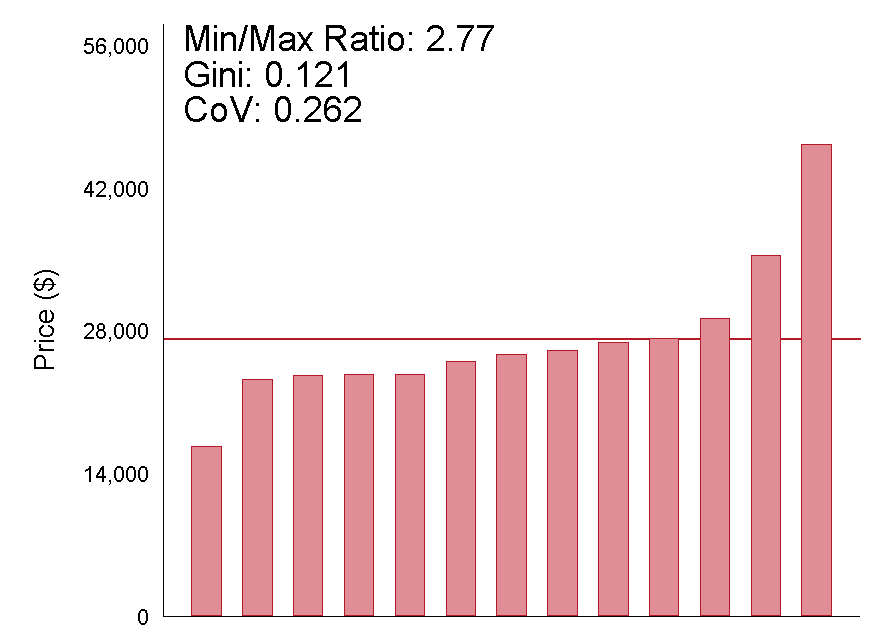 Min/Max Ratio: 2.77
Gini: 0.121
CoV: 0.262
56,000
42,000
28,000
14,000
0
Price ($)